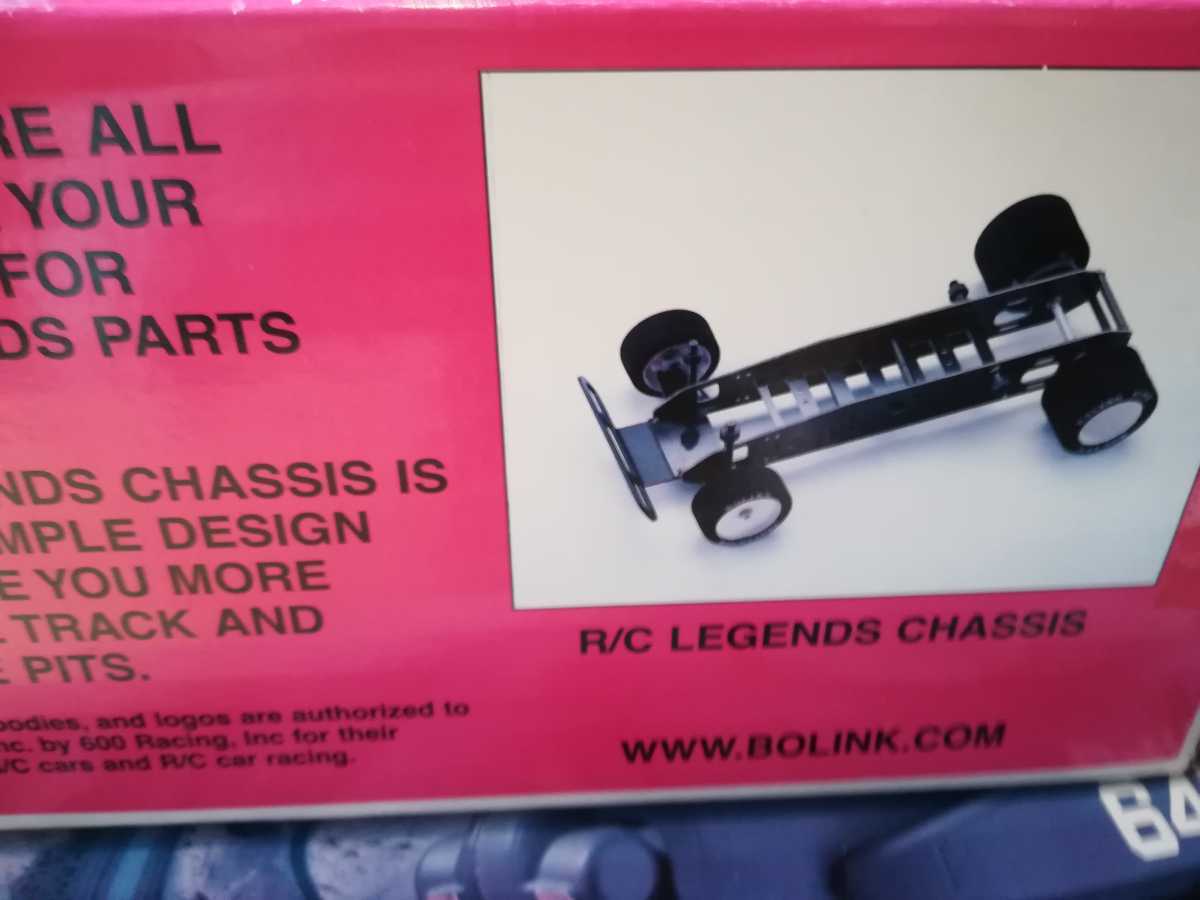 RE ALL
YOUR
FOR
DS PARTS
NDS CHASSIS IS
MPLE DESIGN
E YOU MORE
TRACK AND
E PITS.
bodies, and logos are authorized to
nc. by 600 Racing, Inc for their
/C cars and R/C car racing.
R/C LEGENDS CHASSIS
WWW.BOLINK.COM
64